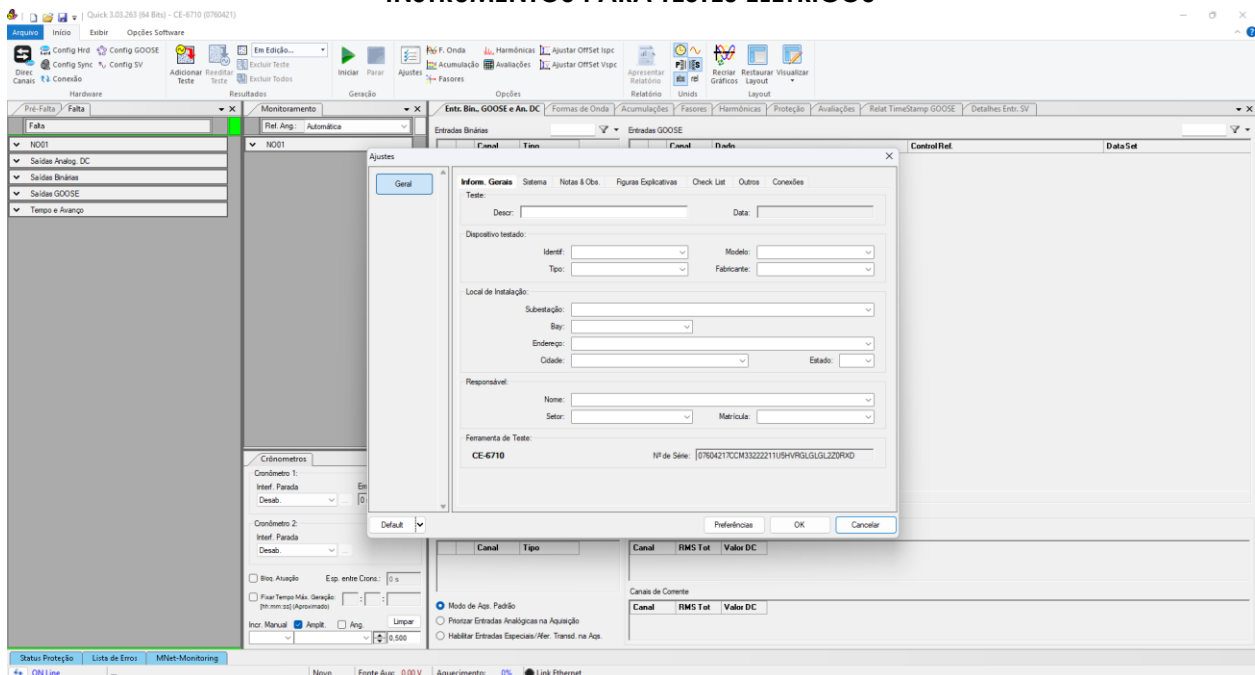 INSTRUMENTOS PARA TESTES ELÉTRICOS
Quick 3.03.263 (64 Bits) - CE-6710 (0760421)
Arquivo Início Exibir Opções Software
Direc Canais Config Hrd Config GOOSE
Config Sync Config SV
Conexão
Adicionar Teste Reeditar Teste Em Edição...
Excluir Teste
Excluir Todos
Iniciar Parar Ajustes
F. Onda Harmônicas Ajustar OffSet Ispc
Acumulação Avaliações Ajustar OffSet Vspc
Fasores
Apresentar Relatório
P S
abs rel
Recriar Gráficos Restaurar Layout Visualizar
Hardware Resultados Geração Opções Relatório Unids Layout
Pré-Falta Falta
Falta
NO01
Saídas Analog. DC
Saídas Binárias
Saídas GOOSE
Tempo e Avanço
Monitoramento
Ref. Ang.: Automática
NO01
Entr. Bin., GOOSE e An. DC Formas de Onda Acumulações Fasores Harmônicas Proteção Avaliações Relat TimeStamp GOOSE Detalhes Entr. SV
Entradas Binárias Entradas GOOSE
Canal Tipo Canal Dado Control Ref. DataSet
Ajustes
Geral
Inform. Gerais Sistema Notas & Obs. Figuras Explicativas Check List Outros Conexões
Teste:
Descr: Data:
Dispositivo testado:
Identif: Modelo:
Tipo: Fabricante:
Local de Instalação:
Subestação:
Bay:
Endereço:
Cidade: Estado:
Responsável:
Nome:
Setor: Matrícula:
Ferramenta de Teste:
CE-6710 Nº de Série: 07604217CCM33222211U5HVRGLGLGL2Z0RXD
Default Preferências OK Cancelar
Crônometros
Cronômetro 1:
Interf. Parada
Desab. ...
Cronômetro 2:
Interf. Parada
Desab. ...
Bloq. Atuação Esp. entre Crons.: 0 s
Fixar Tempo Máx. Geração: : :
[hh:mm:ss] (Aproximado)
Incr. Manual Amplit. Ang. Limpar
0,500
Canal Tipo
Modo de Aqs. Padrão
Priorizar Entradas Analógicas na Aquisição
Habilitar Entradas Especiais/Afer. Transd. na Aqs.
Canal RMS Tot Valor DC
Canais de Corrente
Canal RMS Tot Valor DC
Status Proteção Lista de Erros MNet-Monitoring
ON Line Novo Fonte Aux: 0,00 V Aquecimento: 0% Link Ethernet